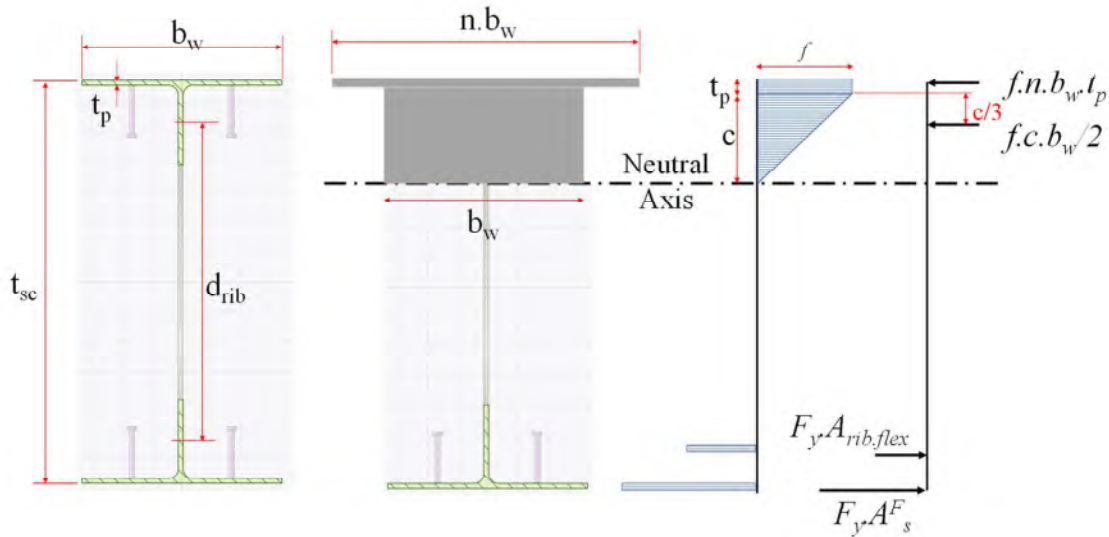 b_w
t_p
t_sc
d_rib
n.b_w
b_w
Neutral
Axis
f
t_p
c
c/3
f.n.b_w.t_p
f.c.b_w/2
F_y.A_rib.flex
F_y.A^F_s